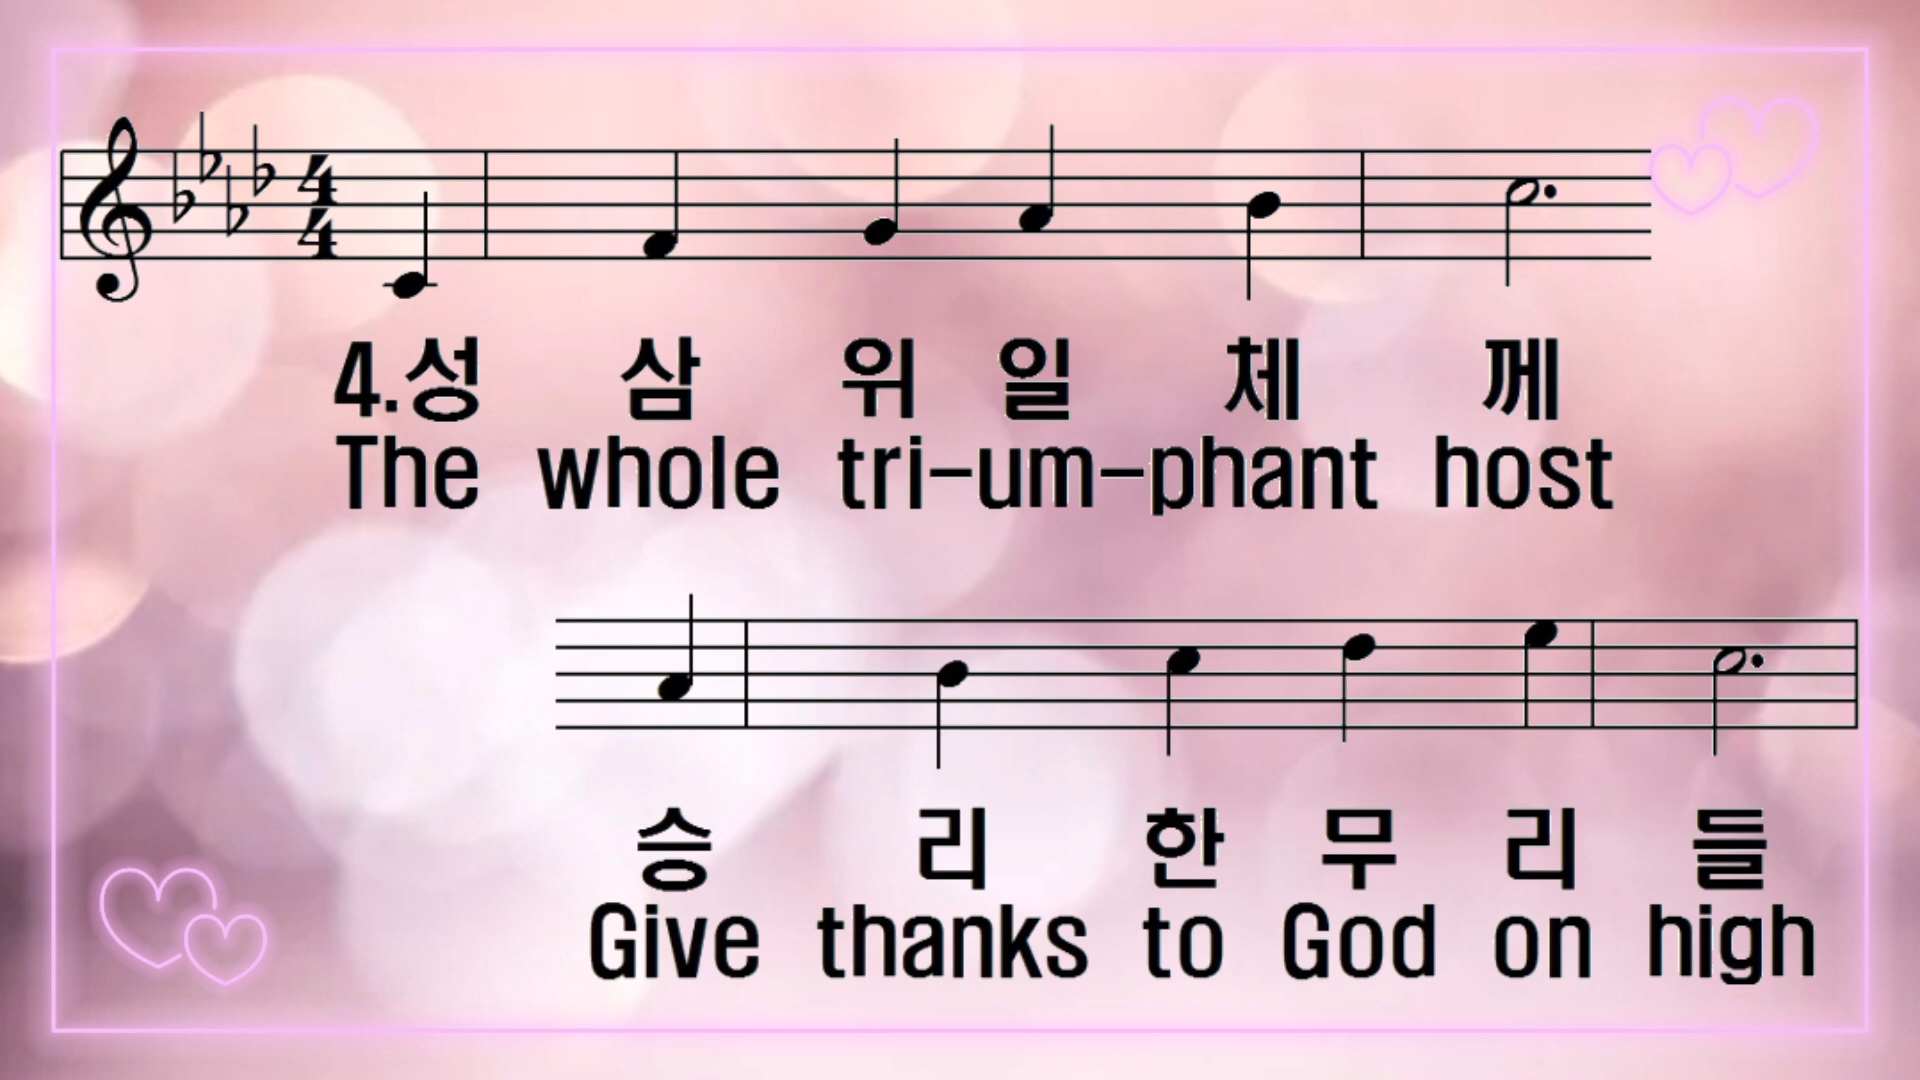 4.성 삼 위 일 체 께
The whole tri-um-phant host
승 리 한 무 리 들
Give thanks to God on high